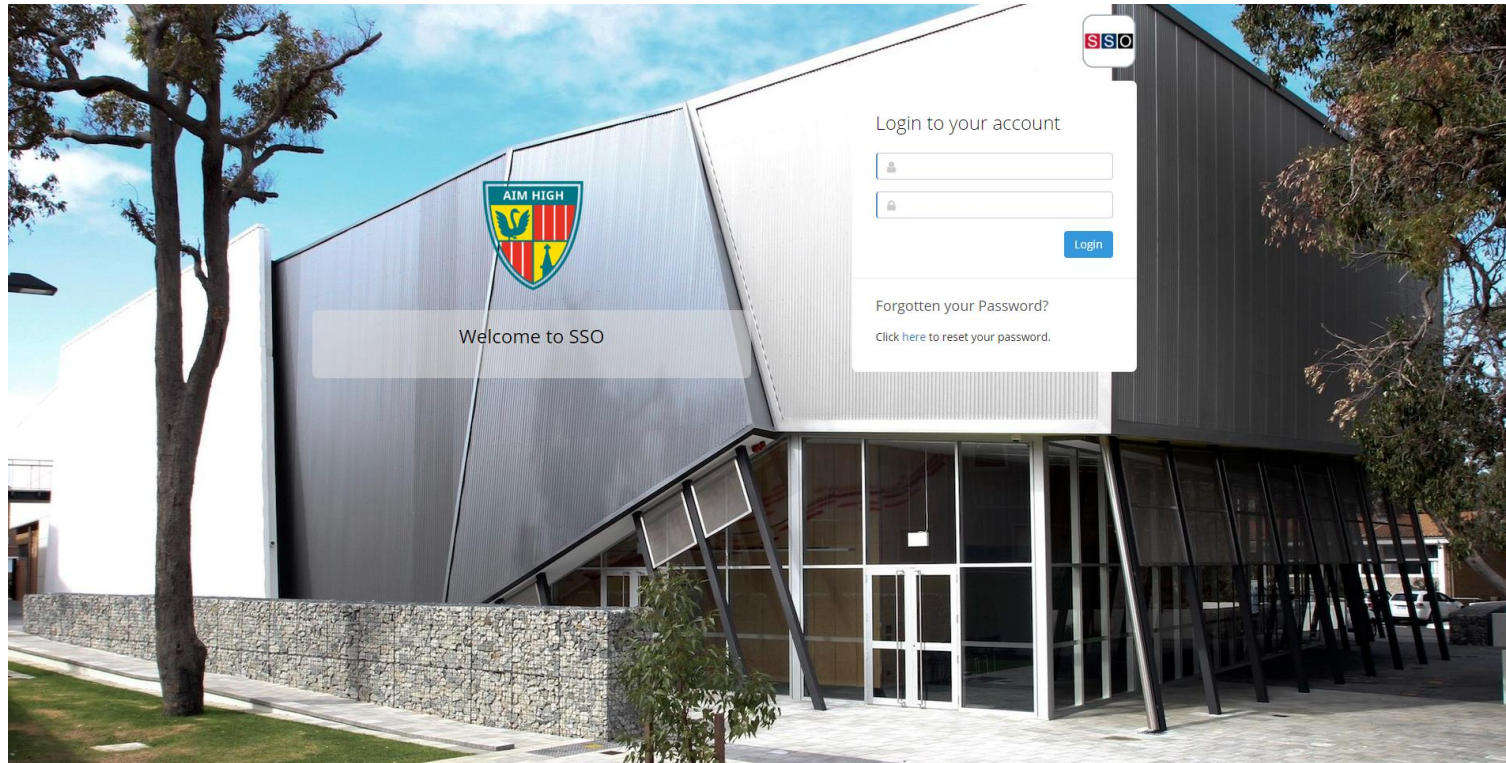 SSO
Login to your account
AIM HIGH
Login
Welcome to SSO
Forgotten your Password?
Click here to reset your password.